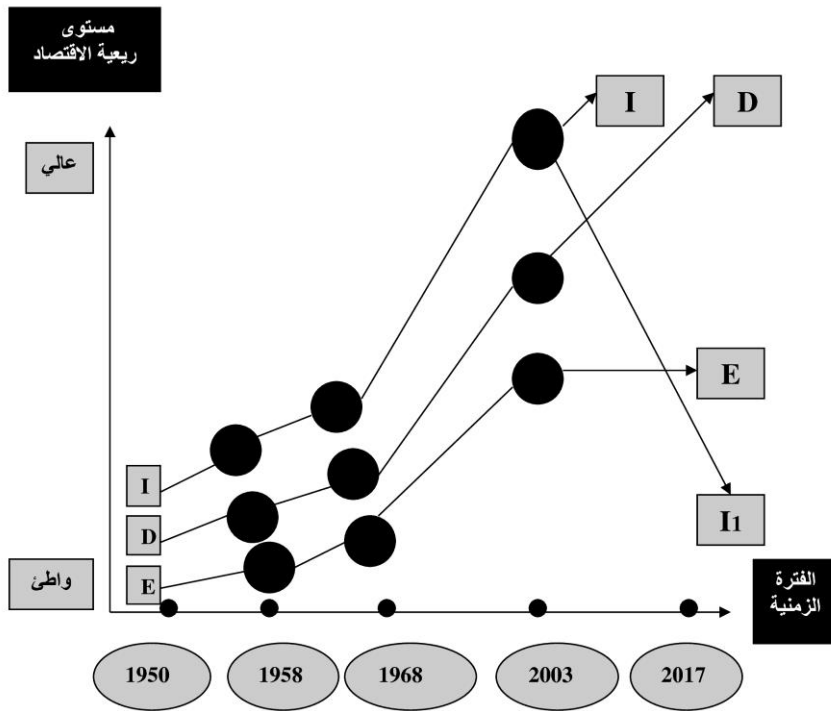 مستوى
ريعية الاقتصاد
I
D
عالي
E
I
I1
D
واطئ
E
الفترة
الزمنية
1950
1958
1968
2003
2017